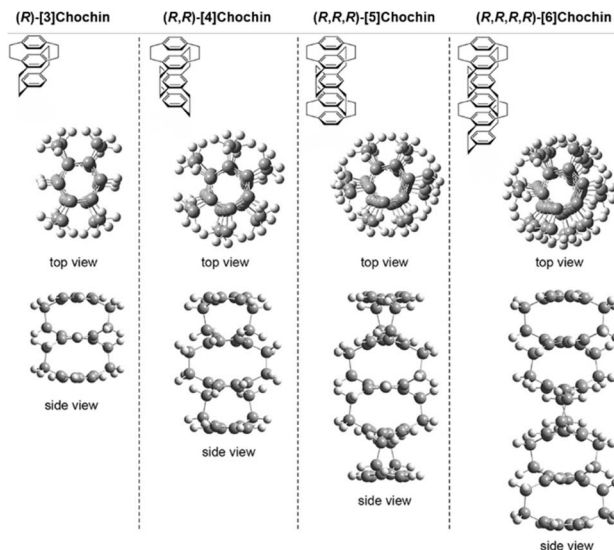 (R)-[3]Chochin
(R,R)-[4]Chochin
(R,R,R)-[5]Chochin
(R,R,R,R)-[6]Chochin
top view
top view
top view
top view
side view
side view
side view
side view